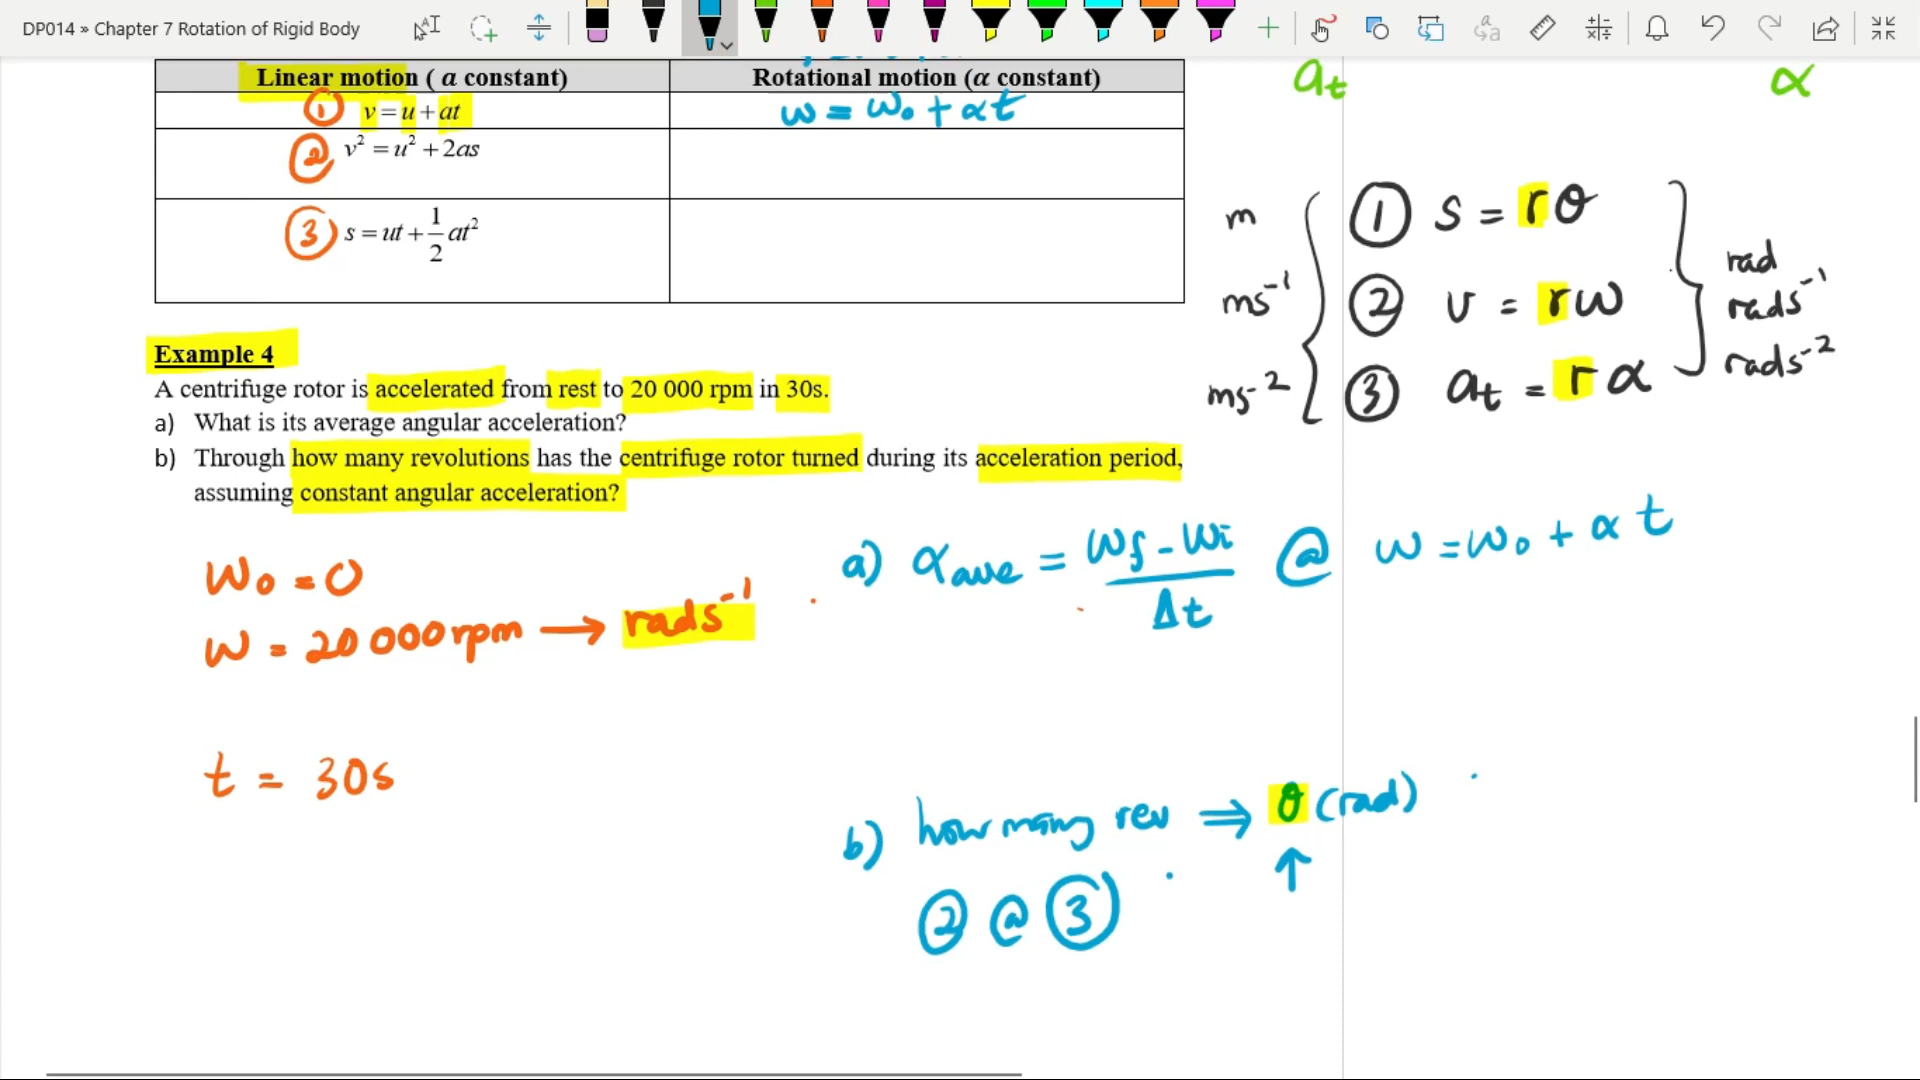 DP014 » Chapter 7 Rotation of Rigid Body
Linear motion ( a constant)
Rotational motion (α constant)
① v = u + at
ω = ω₀ + αt
② v² = u² + 2as
③ s = ut + 1/2 at²
aₜ
α
m
① s = rθ
rad
ms⁻¹
② v = rω
rads⁻¹
ms⁻²
③ aₜ = rα
rads⁻²
Example 4
A centrifuge rotor is accelerated from rest to 20 000 rpm in 30s.
a) What is its average angular acceleration?
b) Through how many revolutions has the centrifuge rotor turned during its acceleration period,
assuming constant angular acceleration?
ω₀ = 0
ω = 20 000 rpm → rads⁻¹
t = 30s
a) αave = (ωf - ωi)/Δt @ ω = ω₀ + αt
b) how many rev ⇒ θ (rad)
↑
② @ ③